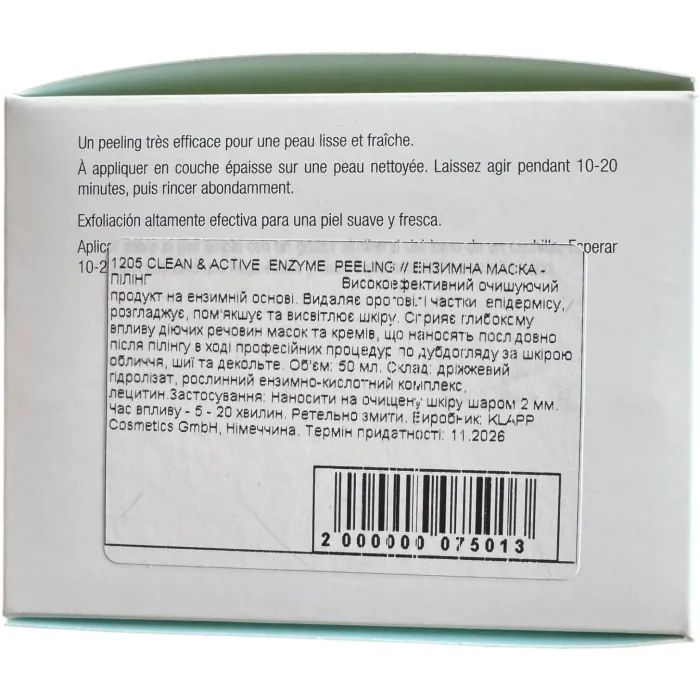 Un peeling très efficace pour une peau lisse et fraîche.
À appliquer en couche épaisse sur une peau nettoyée. Laissez agir pendant 10-20
minutes, puis rincer abondamment.
Exfoliación altamente efectiva para una piel suave y fresca.
Esperar
10-2
1205 CLEAN & ACTIVE ENZYME PEELING // ЕНЗИМНА МАСКА -
ПІЛІНГ Високоефективний очищуючий
продукт на ензимній основі. Видаляє ороговілі частки епідермісу,
розгладжує, пом'якшує та висвітлює шкіру. Сприяє глибокому
впливу діючих речовин масок та кремів, що наносять послідовно
після пілінгу в ході професійних процедур по дубдогляду за шкірою
обличчя, шиї та декольте. Об'єм: 50 мл. Склад: дріжжевий
гідролізат, рослинний ензимно-кислотний комплекс,
лецитин.Застосування: Наносити на очищену шкіру шаром 2 мм.
Час впливу - 5 - 20 хвилин. Ретельно змити. Виробник: KLAPP
Cosmetics GmbH, Німеччина. Термін придатності: 11.2026
2 000000 075013